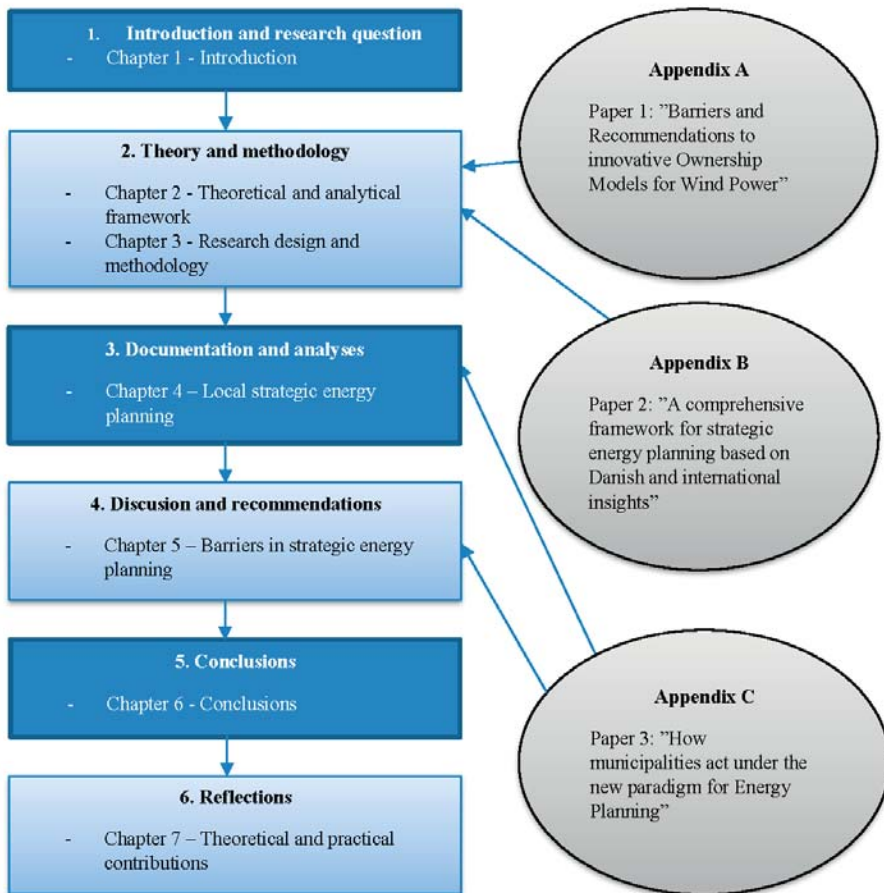 1. Introduction and research question
- Chapter 1 - Introduction
2. Theory and methodology
- Chapter 2 - Theoretical and analytical
framework
- Chapter 3 - Research design and
methodology
3. Documentation and analyses
- Chapter 4 – Local strategic energy
planning
4. Discusion and recommendations
- Chapter 5 – Barriers in strategic energy
planning
5. Conclusions
- Chapter 6 - Conclusions
6. Reflections
- Chapter 7 – Theoretical and practical
contributions
Appendix A
Paper 1: ”Barriers and
Recommendations to
innovative Ownership
Models for Wind Power”
Appendix B
Paper 2: ”A comprehensive
framework for strategic
energy planning based on
Danish and international
insights”
Appendix C
Paper 3: ”How
municipalities act under the
new paradigm for Energy
Planning”